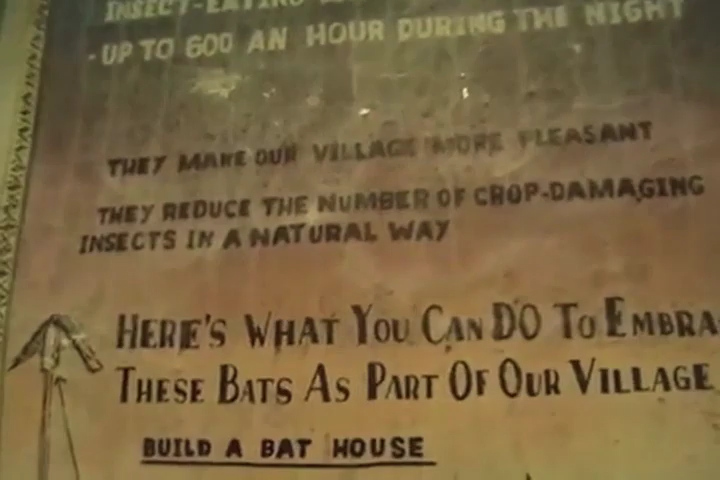 INSECT-EATING
- UP TO 600 AN HOUR DURING THE NIGHT
THEY MAKE OUR VILLAGE MORE PLEASANT
THEY REDUCE THE NUMBER OF CROP-DAMAGING
INSECTS IN A NATURAL WAY
HERE'S WHAT YOU CAN DO TO EMBRA
THESE BATS AS PART OF OUR VILLAGE
BUILD A BAT HOUSE